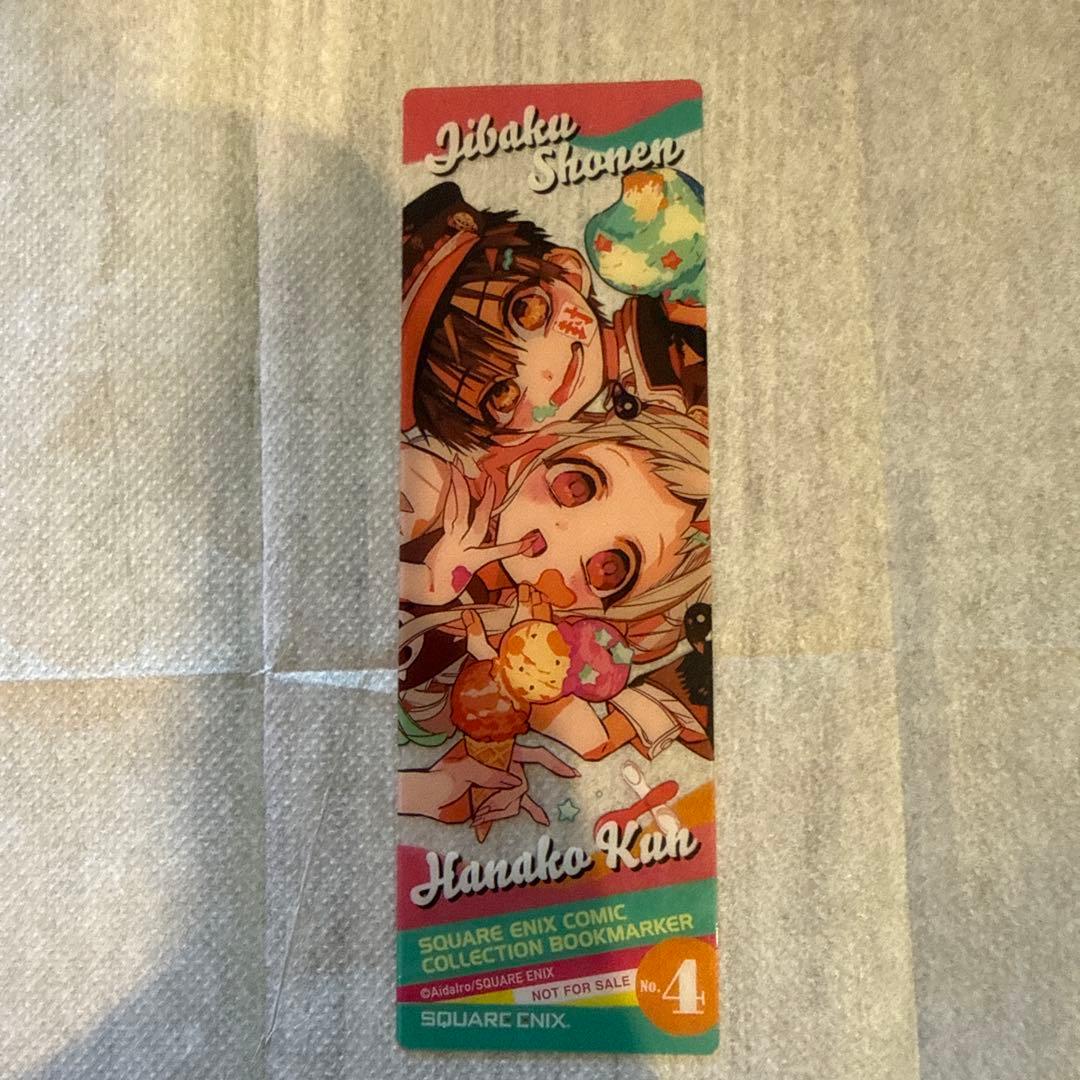 Jibaku
Shonen
封
Hanako Kun
SQUARE ENIX COMIC
COLLECTION BOOKMARKER
©AidaIro/SQUARE ENIX
NOT FOR SALE
No.4
SQUARE ENIX.